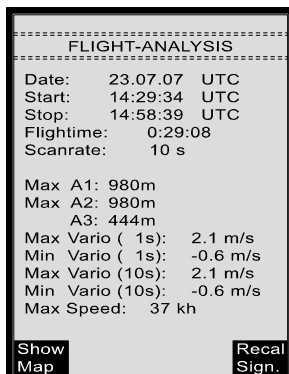 FLIGHT-ANALYSIS
Date: 23.07.07 UTC
Start: 14:29:34 UTC
Stop: 14:58:39 UTC
Flightime: 0:29:08
Scanrate: 10 s
Max A1: 980m
Max A2: 980m
A3: 444m
Max Vario ( 1s): 2.1 m/s
Min Vario ( 1s): -0.6 m/s
Max Vario (10s): 2.1 m/s
Min Vario (10s): -0.6 m/s
Max Speed: 37 kh
Show Recal
Map Sign.